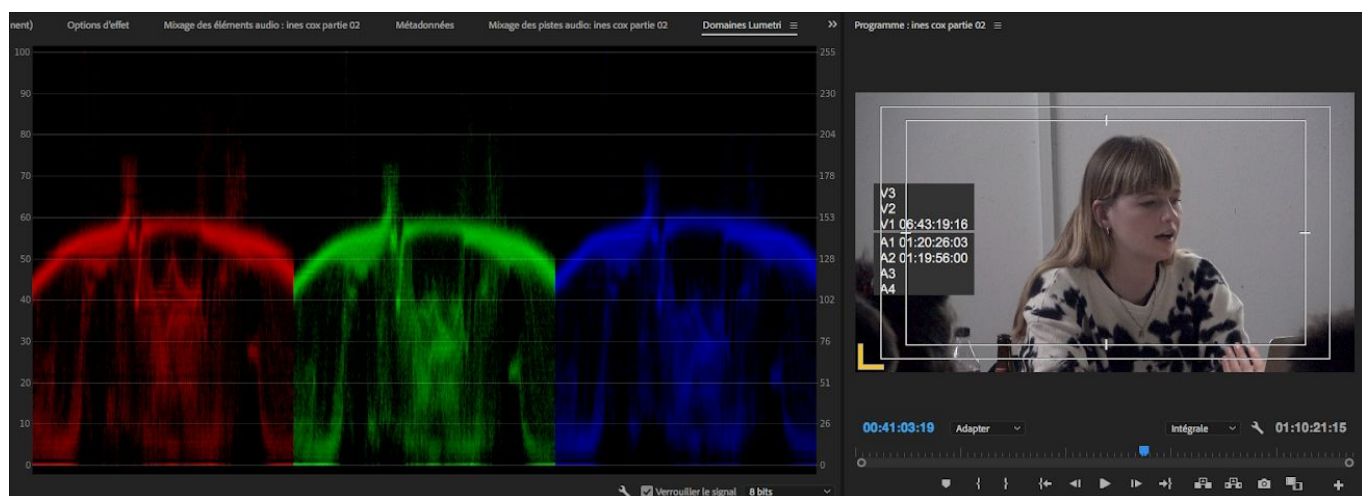 nent) Options d'effet Mixage des éléments audio : ines cox partie 02 Métadonnées Mixage des pistes audio: ines cox partie 02 Domaines Lumetri
Programme : ines cox partie 02
100 255
90 230
80 204
70 178
60 153
50 128
40 102
30 76
20 51
10 26
0 0
Verrouiller le signal 8 bits
V3
V2
V1 06:43:19:16
A1 01:20:26:03
A2 01:19:56:00
A3
A4
00:41:03:19 Adapter Intégrale 01:10:21:15